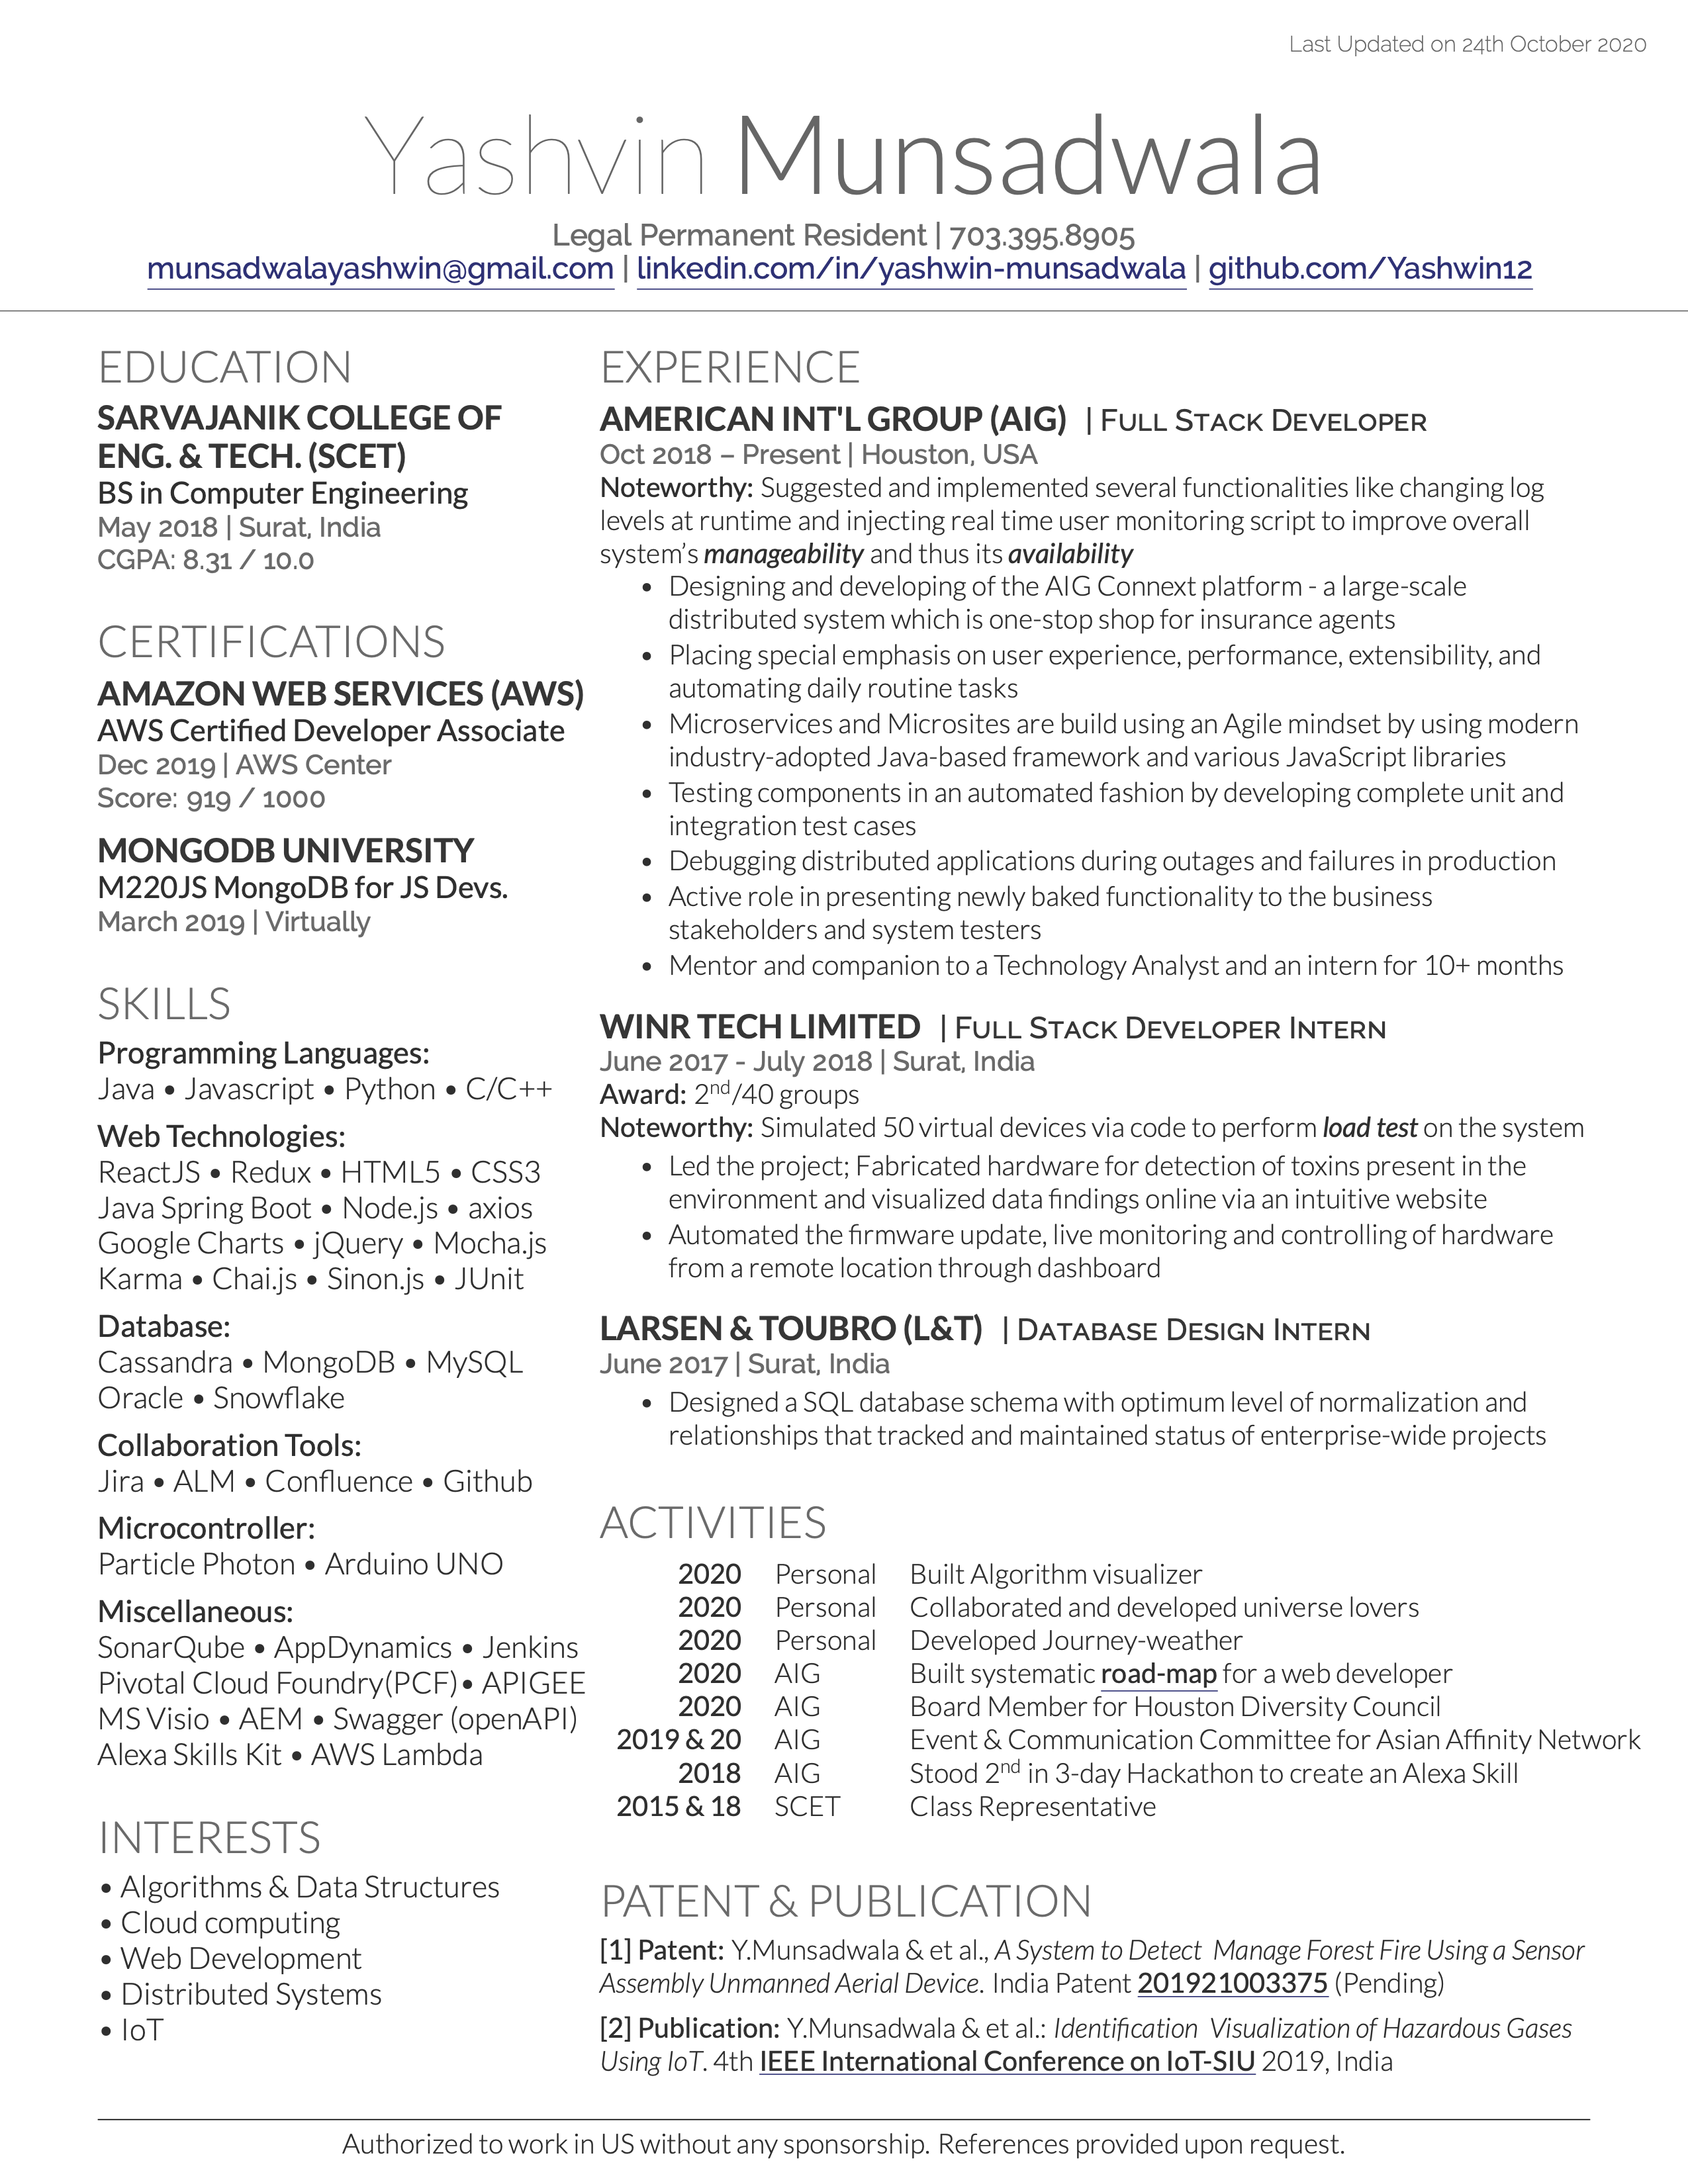 Last Updated on 24th October 2020
Yashvin Munsadwala
Legal Permanent Resident | 703.395.8905
munsadwalayashwin@gmail.com | linkedin.com/in/yashwin-munsadwala | github.com/Yashwin12
EDUCATION
SARVAJANIK COLLEGE OF
ENG. & TECH. (SCET)
BS in Computer Engineering
May 2018 | Surat, India
CGPA: 8.31 / 10.0
CERTIFICATIONS
AMAZON WEB SERVICES (AWS)
AWS Certified Developer Associate
Dec 2019 | AWS Center
Score: 919 / 1000
MONGODB UNIVERSITY
M220JS MongoDB for JS Devs.
March 2019 | Virtually
SKILLS
Programming Languages:
Java • Javascript • Python • C/C++
Web Technologies:
ReactJS • Redux • HTML5 • CSS3
Java Spring Boot • Node.js • axios
Google Charts • jQuery • Mocha.js
Karma • Chai.js • Sinon.js • JUnit
Database:
Cassandra • MongoDB • MySQL
Oracle • Snowflake
Collaboration Tools:
Jira • ALM • Confluence • Github
Microcontroller:
Particle Photon • Arduino UNO
Miscellaneous:
SonarQube • AppDynamics • Jenkins
Pivotal Cloud Foundry(PCF)• APIGEE
MS Visio • AEM • Swagger (openAPI)
Alexa Skills Kit • AWS Lambda
INTERESTS
• Algorithms & Data Structures
• Cloud computing
• Web Development
• Distributed Systems
• IoT
EXPERIENCE
AMERICAN INT'L GROUP (AIG) | FULL STACK DEVELOPER
Oct 2018 – Present | Houston, USA
Noteworthy: Suggested and implemented several functionalities like changing log
levels at runtime and injecting real time user monitoring script to improve overall
system's manageability and thus its availability
• Designing and developing of the AIG Connext platform - a large-scale
distributed system which is one-stop shop for insurance agents
• Placing special emphasis on user experience, performance, extensibility, and
automating daily routine tasks
• Microservices and Microsites are build using an Agile mindset by using modern
industry-adopted Java-based framework and various JavaScript libraries
• Testing components in an automated fashion by developing complete unit and
integration test cases
• Debugging distributed applications during outages and failures in production
• Active role in presenting newly baked functionality to the business
stakeholders and system testers
• Mentor and companion to a Technology Analyst and an intern for 10+ months
WINR TECH LIMITED | FULL STACK DEVELOPER INTERN
June 2017 - July 2018 | Surat, India
Award: 2nd/40 groups
Noteworthy: Simulated 50 virtual devices via code to perform load test on the system
• Led the project; Fabricated hardware for detection of toxins present in the
environment and visualized data findings online via an intuitive website
• Automated the firmware update, live monitoring and controlling of hardware
from a remote location through dashboard
LARSEN & TOUBRO (L&T) | DATABASE DESIGN INTERN
June 2017 | Surat, India
• Designed a SQL database schema with optimum level of normalization and
relationships that tracked and maintained status of enterprise-wide projects
ACTIVITIES
2020 Personal Built Algorithm visualizer
2020 Personal Collaborated and developed universe lovers
2020 Personal Developed Journey-weather
2020 AIG Built systematic road-map for a web developer
2020 AIG Board Member for Houston Diversity Council
2019 & 20 AIG Event & Communication Committee for Asian Affinity Network
2018 AIG Stood 2nd in 3-day Hackathon to create an Alexa Skill
2015 & 18 SCET Class Representative
PATENT & PUBLICATION
[1] Patent: Y.Munsadwala & et al., A System to Detect Manage Forest Fire Using a Sensor
Assembly Unmanned Aerial Device. India Patent 201921003375 (Pending)
[2] Publication: Y.Munsadwala & et al.: Identification Visualization of Hazardous Gases
Using IoT. 4th IEEE International Conference on IoT-SIU 2019, India
Authorized to work in US without any sponsorship. References provided upon request.